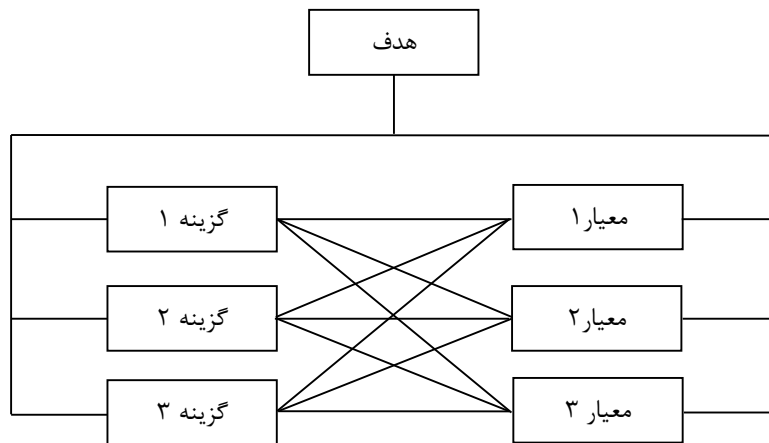 هدف
معیار۱
گزینه ۱
معیار۲
گزینه ۲
معیار ۳
گزینه ۳